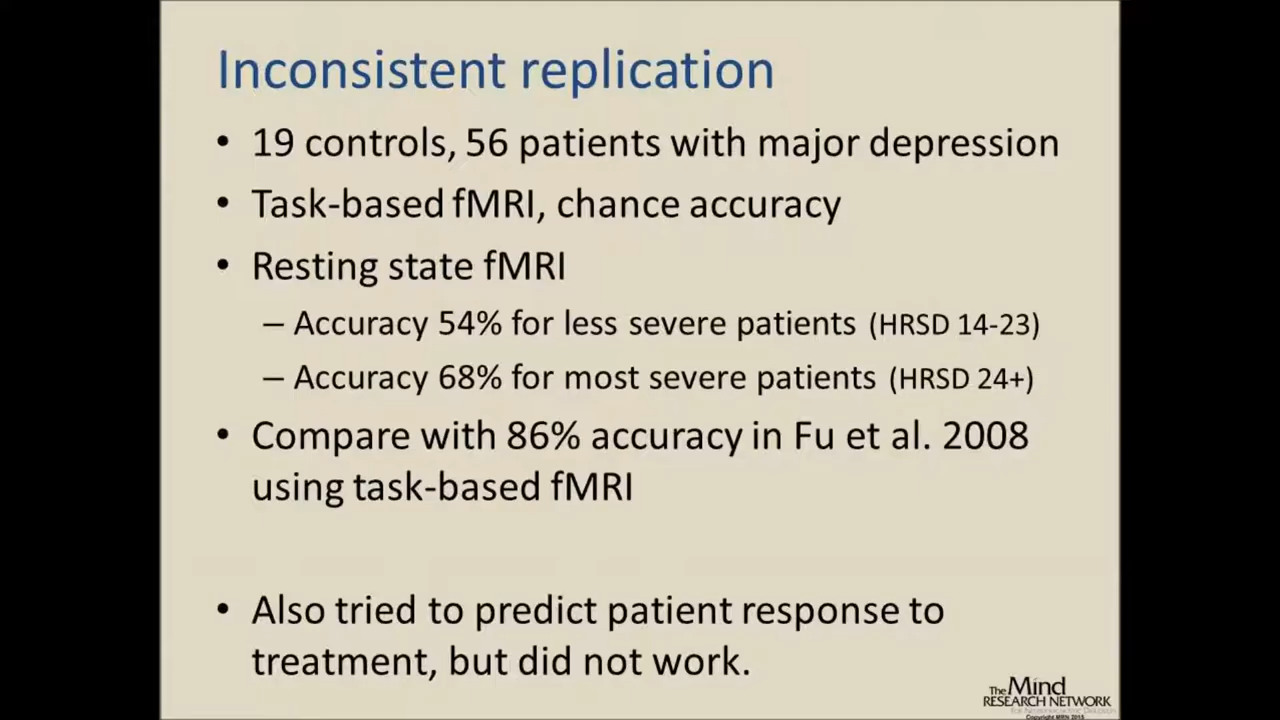 Inconsistent replication
• 19 controls, 56 patients with major depression
• Task-based fMRI, chance accuracy
• Resting state fMRI
– Accuracy 54% for less severe patients (HRSD 14-23)
– Accuracy 68% for most severe patients (HRSD 24+)
• Compare with 86% accuracy in Fu et al. 2008
using task-based fMRI
• Also tried to predict patient response to
treatment, but did not work.
The Mind
RESEARCH NETWORK
Copyright MRN 2015